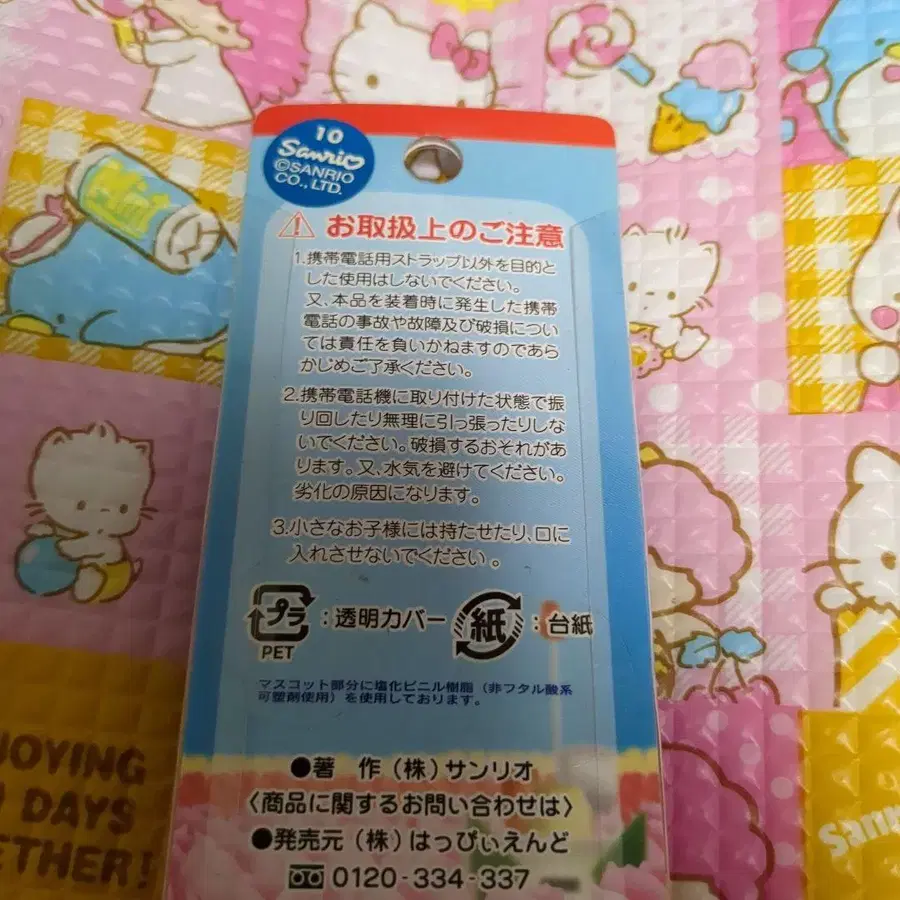 10
Sanrio
©SANRIO
CO., LTD.
お取扱上のご注意
1.携帯電話用ストラップ以外を目的と
した使用はしないでください。
又、本品を装着時に発生した携帯
電話の事故や故障及び破損につい
ては責任を負いかねますのであら
かじめご了承ください。
2.携帯電話機に取り付けた状態で振
り回したり無理に引っ張ったりしな
いでください。破損するおそれがあ
ります。又、水気を避けてください。
劣化の原因になります。
3.小さなお子様には持たせたり、口に
入れさせないでください。
プラ
PET
:透明カバー
紙
:台紙
マスコット部分に塩化ビニル樹脂（非フタル酸系
可塑剤使用）を使用しております。
●著 作（株）サンリオ
〈商品に関するお問い合わせは〉
●発売元（株）はっぴぃえんど
0120-334-337
JOYING
DAYS
ETHER!